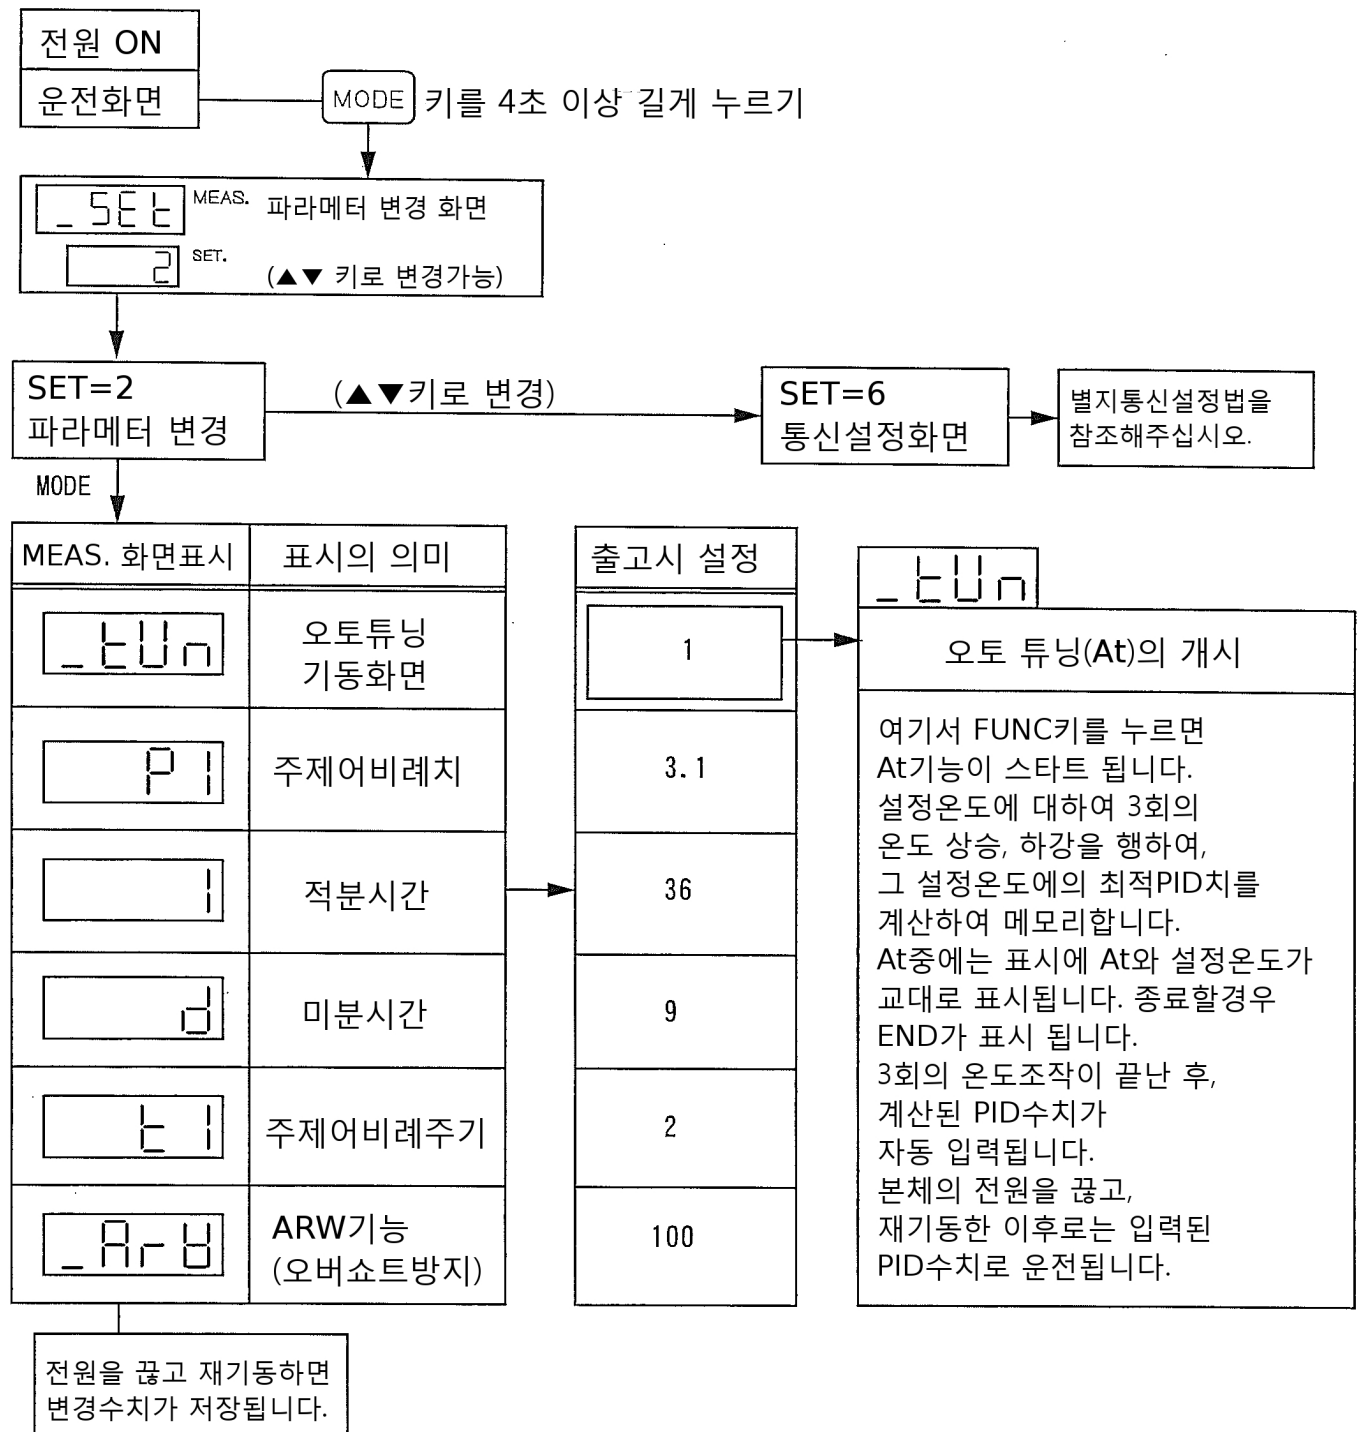 전원 ON
운전화면
MODE 키를 4초 이상 길게 누르기
_SEt MEAS. 파라메터 변경 화면
2 SET.
(▲▼ 키로 변경가능)
SET=2
파라메터 변경
(▲▼키로 변경)
SET=6
통신설정화면
별지통신설정법을
참조해주십시오.
MODE
MEAS. 화면표시
표시의 의미
출고시 설정
_tUn
오토튜닝
기동화면
1
P1
주제어비례치
3.1
I
적분시간
36
d
미분시간
9
t1
주제어비례주기
2
_ArW
ARW기능
(오버쇼트방지)
100
_tUn
오토 튜닝(At)의 개시
여기서 FUNC키를 누르면
At기능이 스타트 됩니다.
설정온도에 대하여 3회의
온도 상승, 하강을 행하여,
그 설정온도에의 최적PID치를
계산하여 메모리합니다.
At중에는 표시에 At와 설정온도가
교대로 표시됩니다. 종료할경우
END가 표시 됩니다.
3회의 온도조작이 끝난 후,
계산된 PID수치가
자동 입력됩니다.
본체의 전원을 끊고,
재기동한 이후로는 입력된
PID수치로 운전됩니다.
전원을 끊고 재기동하면
변경수치가 저장됩니다.